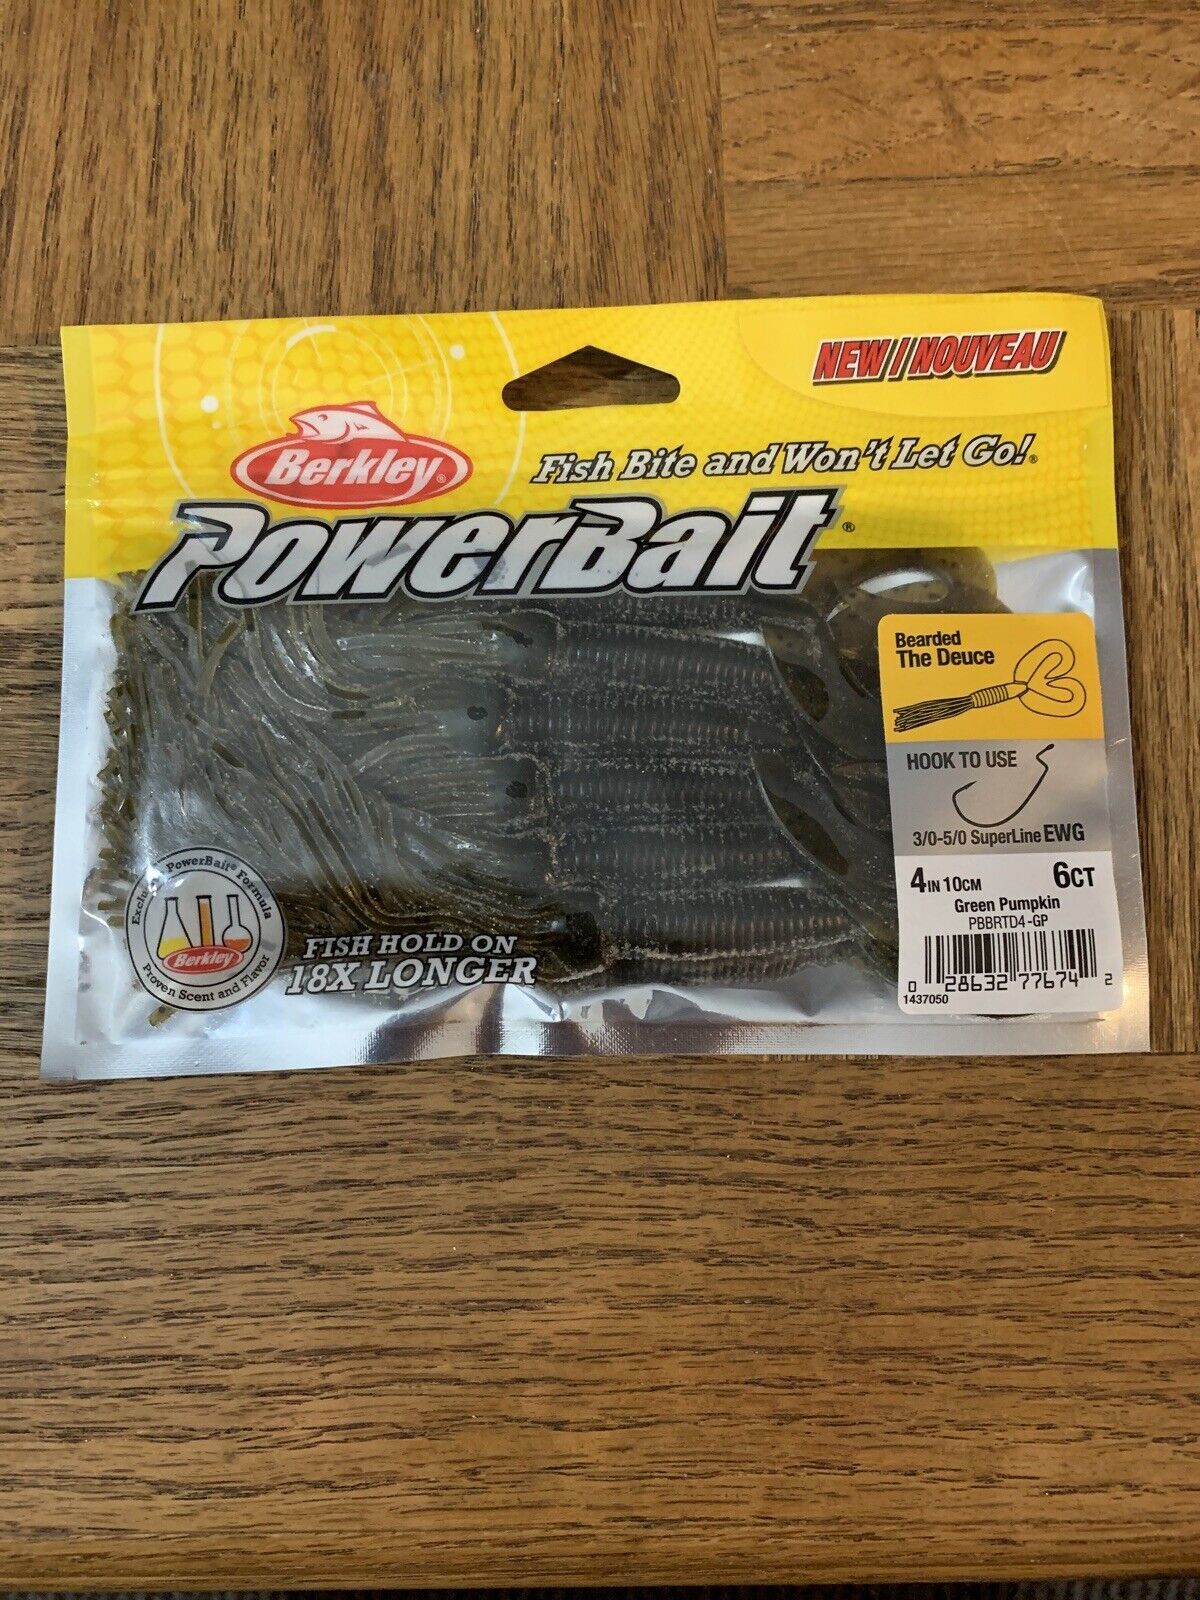 NEW / NOUVEAU
Berkley®
Fish Bite and Won't Let Go!®
PowerBait®
Bearded
The Deuce
HOOK TO USE
3/0-5/0 SuperLine EWG
4 IN 10CM 6CT
Green Pumpkin
PBBRTD4-GP
0 28632 77674 2
1437050
PowerBait® Formula
Berkley
Proven Scent and Flavor
FISH HOLD ON
18X LONGER